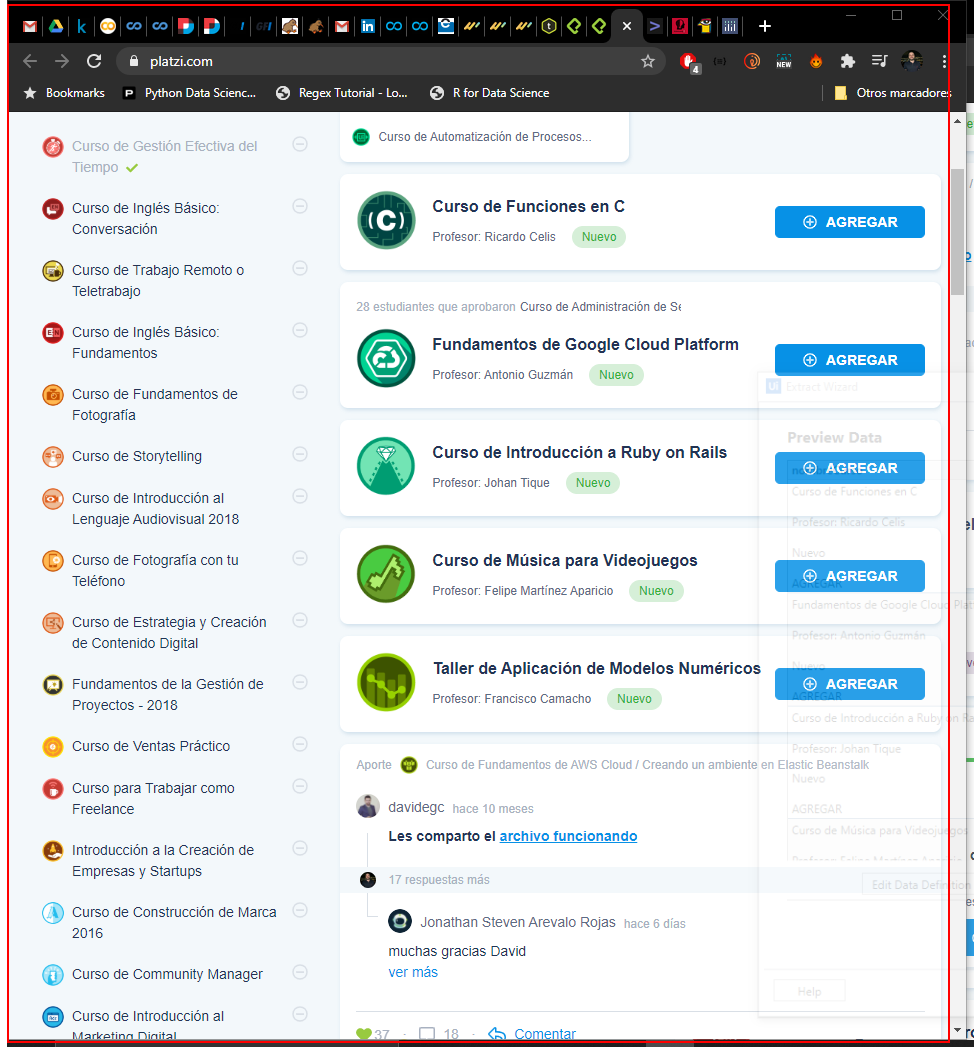 platzi.com
4
NEW
Bookmarks
Python Data Scienc...
Regex Tutorial - Lo...
R for Data Science
Otros marcadores
Curso de Gestión Efectiva del
Tiempo
Curso de Inglés Básico:
Conversación
Curso de Trabajo Remoto o
Teletrabajo
Curso de Inglés Básico:
Fundamentos
Curso de Fundamentos de
Fotografía
Curso de Storytelling
Curso de Introducción al
Lenguaje Audiovisual 2018
Curso de Fotografía con tu
Teléfono
Curso de Estrategia y Creación
de Contenido Digital
Fundamentos de la Gestión de
Proyectos - 2018
Curso de Ventas Práctico
Curso para Trabajar como
Freelance
Introducción a la Creación de
Empresas y Startups
Curso de Construcción de Marca
2016
Curso de Community Manager
Curso de Introducción al
Marketing Digital
Curso de Automatización de Procesos...
Curso de Funciones en C
Profesor: Ricardo Celis Nuevo
AGREGAR
28 estudiantes que aprobaron Curso de Administración de Se
Fundamentos de Google Cloud Platform
Profesor: Antonio Guzmán Nuevo
AGREGAR
Curso de Introducción a Ruby on Rails
Profesor: Johan Tique Nuevo
AGREGAR
Curso de Música para Videojuegos
Profesor: Felipe Martínez Aparicio Nuevo
AGREGAR
Taller de Aplicación de Modelos Numéricos
Profesor: Francisco Camacho Nuevo
AGREGAR
Aporte Curso de Fundamentos de AWS Cloud / Creando un ambiente en Elastic Beanstalk
davidegc hace 10 meses
Les comparto el archivo funcionando
17 respuestas más
Jonathan Steven Arevalo Rojas hace 6 días
muchas gracias David
ver más
37 · 18 · Comentar
Extract Wizard
Preview Data
Curso de Funciones en C
Profesor: Ricardo Celis
Nuevo
AGREGAR
Fundamentos de Google Cloud Plat
Profesor: Antonio Guzmán
Nuevo
AGREGAR
Curso de Introducción a Ruby on Ra
Profesor: Johan Tique
Nuevo
AGREGAR
Curso de Música para Videojuegos
Edit Data Definition
Help